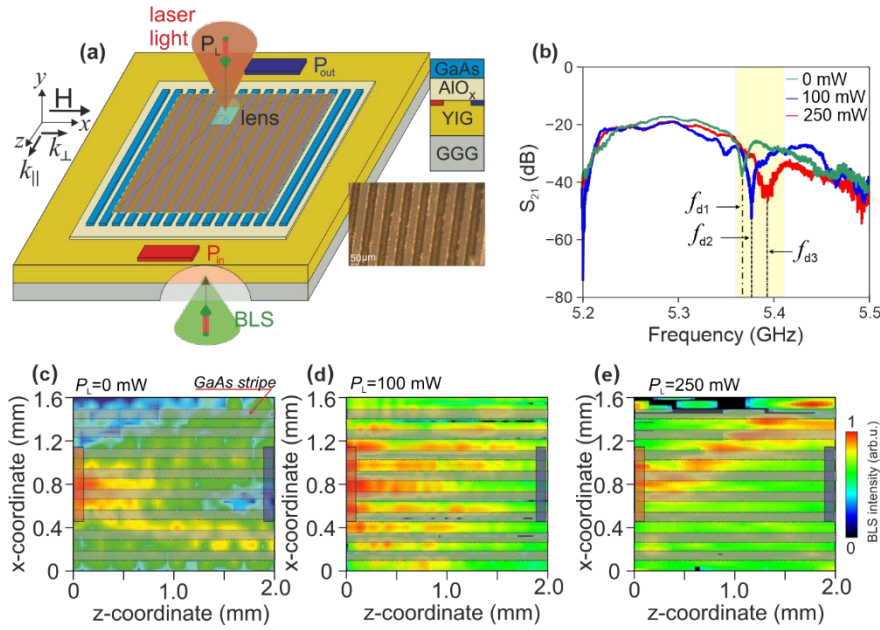 (a)
laser
light
P_L
P_out
lens
y
H
x
z
k_⊥
k_||
P_in
BLS
GaAs
AlO_x
YIG
GGG
50μm
(b)
S_21 (dB)
0
−20
−40
−60
−80
0 mW
100 mW
250 mW
f_d1
f_d2
f_d3
5.2
5.3
5.4
5.5
Frequency (GHz)
(c)
P_L=0 mW
GaAs stripe
x-coordinate (mm)
1.6
1.2
0.8
0.4
0
0
1.0
2.0
z-coordinate (mm)
(d)
P_L=100 mW
x-coordinate (mm)
1.6
1.2
0.8
0.4
0
0
1.0
2.0
z-coordinate (mm)
(e)
P_L=250 mW
x-coordinate (mm)
1.6
1.2
0.8
0.4
0
0
1.0
2.0
z-coordinate (mm)
1
0
BLS intensity (arb.u.)